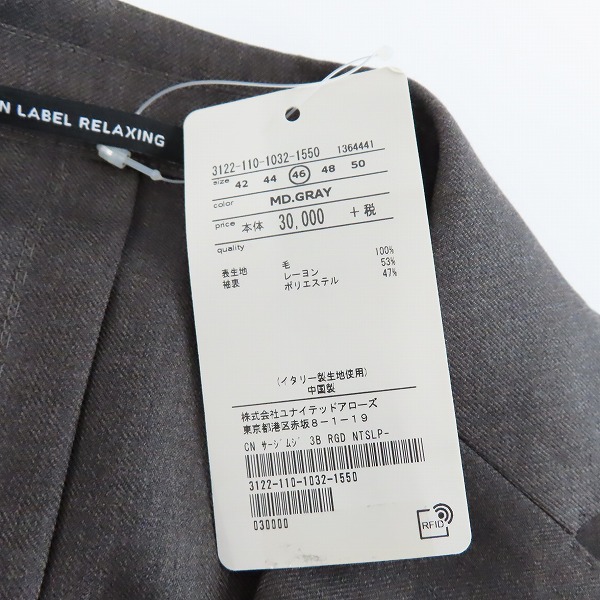 N LABEL RELAXING
3122-110-1032-1550 1364441
size 42 44 46 48 50
color MD.GRAY
price 本体 30,000 +税
quality
表生地 毛 100%
袖裏 レーヨン 53%
ポリエステル 47%
(イタリー製生地使用)
中国製
株式会社ユナイテッドアローズ
東京都港区赤坂8-1-19
CN サージムジ 3B RGD NTSLP-
3122-110-1032-1550
030000
RFID